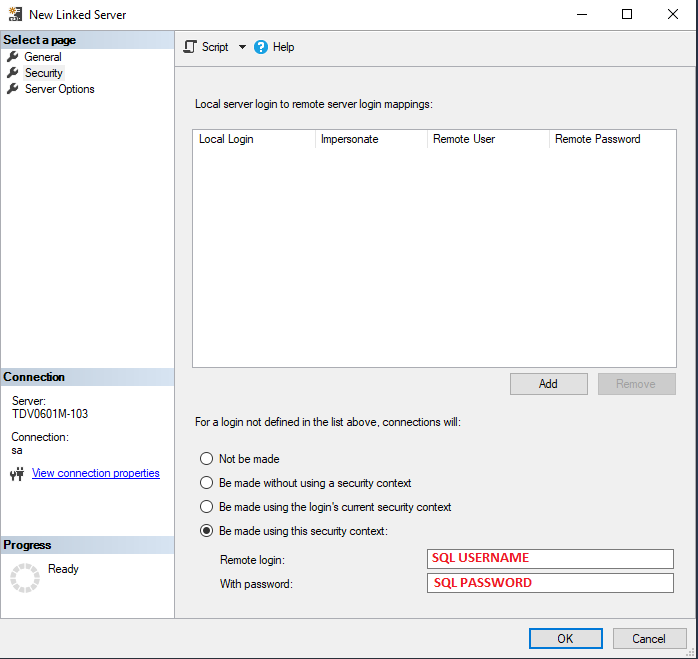 New Linked Server
Select a page
General
Security
Server Options
Script
Help
Local server login to remote server login mappings:
Local Login Impersonate Remote User Remote Password
Add Remove
Connection
Server:
TDV0601M-103
Connection:
sa
View connection properties
For a login not defined in the list above, connections will:
Not be made
Be made without using a security context
Be made using the login's current security context
Be made using this security context:
Remote login: SQL USERNAME
With password: SQL PASSWORD
Progress
Ready
OK Cancel